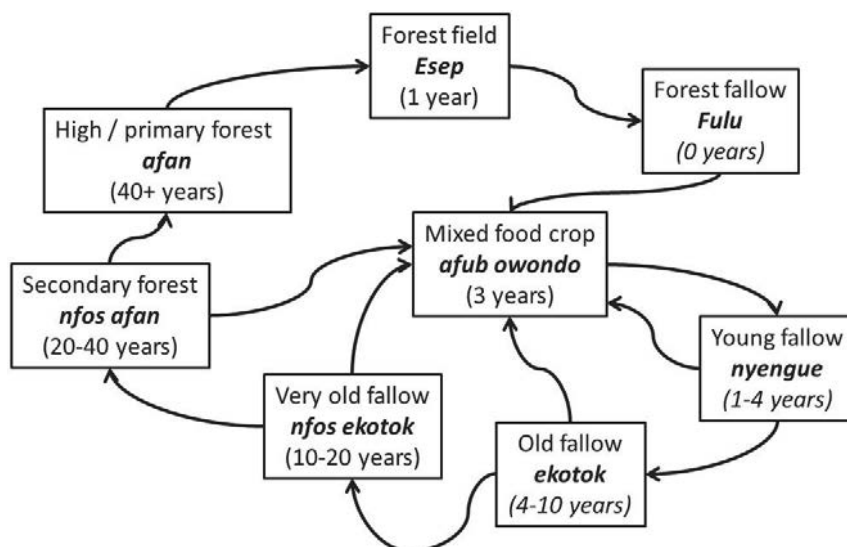 Forest field
Esep
(1 year)
Forest fallow
Fulu
(0 years)
High / primary forest
afan
(40+ years)
Mixed food crop
afub owondo
(3 years)
Secondary forest
nfos afan
(20-40 years)
Young fallow
nyengue
(1-4 years)
Very old fallow
nfos ekotok
(10-20 years)
Old fallow
ekotok
(4-10 years)